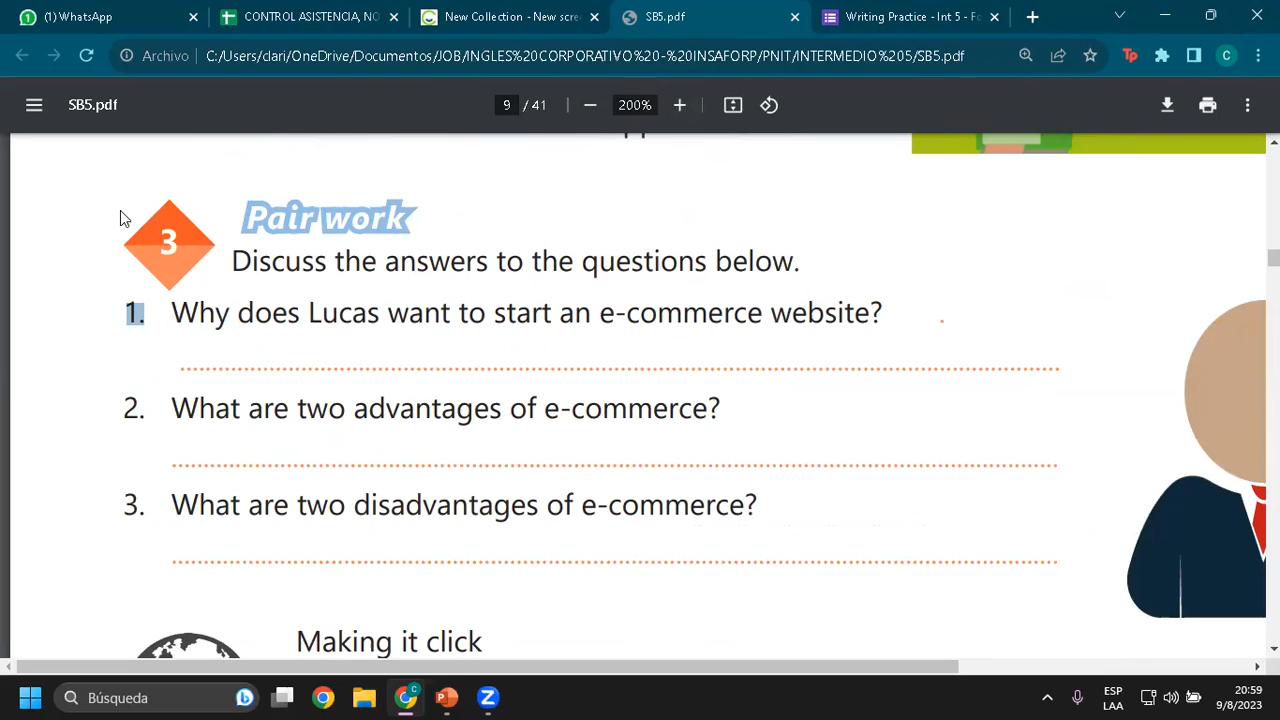 (1) WhatsApp
CONTROL ASISTENCIA, NO
New Collection - New scre
SB5.pdf
Writing Practice - Int 5 - Fo
Archivo
C:/Users/clari/OneDrive/Documentos/JOB/INGLES%20CORPORATIVO%20-%20INSAFORP/PNIT/INTERMEDIO%205/SB5.pdf
SB5.pdf
9 / 41
200%
3
Pair work
Discuss the answers to the questions below.
1. Why does Lucas want to start an e-commerce website?
2. What are two advantages of e-commerce?
3. What are two disadvantages of e-commerce?
Making it click
Búsqueda
ESP
LAA
20:59
9/8/2023